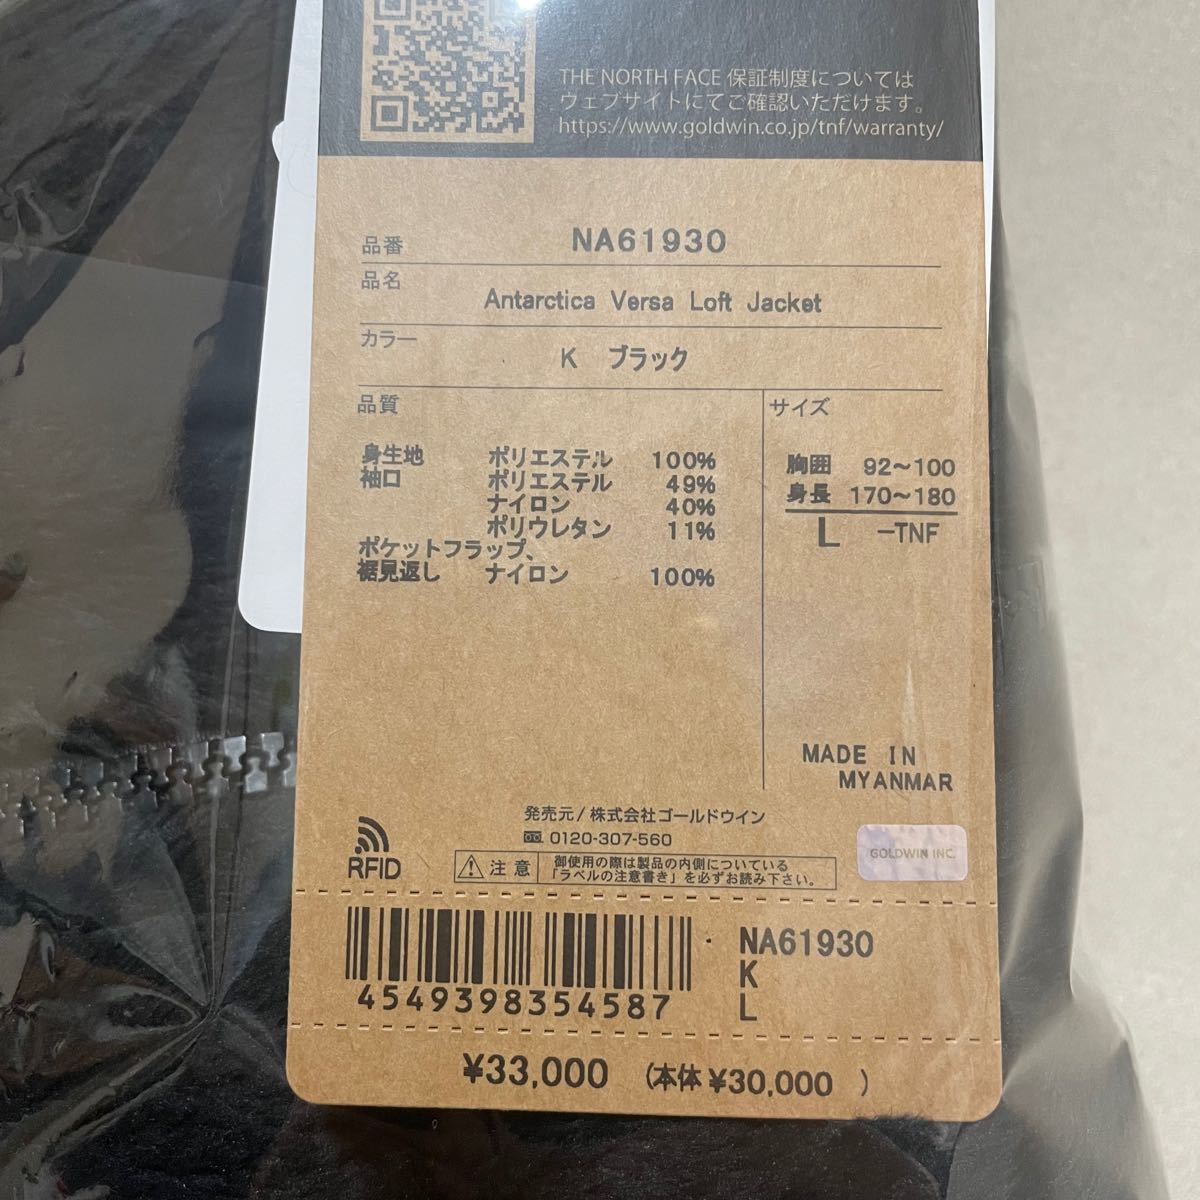 THE NORTH FACE 保証制度については
ウェブサイトにてご確認いただけます。
https://www.goldwin.co.jp/tnf/warranty/
品番 NA61930
品名 Antarctica Versa Loft Jacket
カラー K ブラック
品質
身生地 ポリエステル 100%
袖口 ポリエステル 49%
ナイロン 40%
ポリウレタン 11%
ポケットフラップ、
裾見返し ナイロン 100%
サイズ
胸囲 92～100
身長 170～180
L -TNF
MADE IN
MYANMAR
発売元/株式会社ゴールドウイン
0120-307-560
RFID
注意 御使用の際は製品の内側についている
「ラベルの注意書き」を必ずお読み下さい。
GOLDWIN INC.
4549398354587
NA61930
K
L
¥33,000 (本体 ¥30,000 )